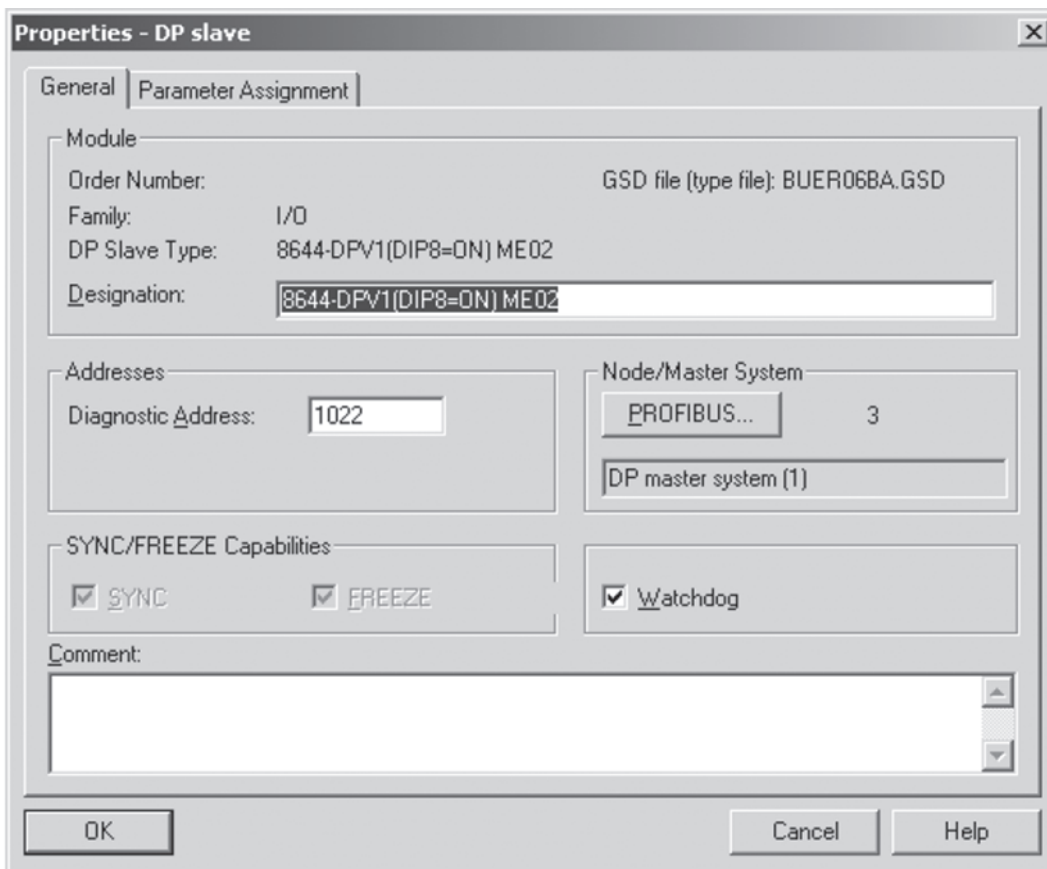 Properties - DP slave
General Parameter Assignment
Module
Order Number: GSD file (type file): BUER06BA.GSD
Family: I/O
DP Slave Type: 8644-DPV1(DIP8=ON) ME02
Designation: 8644-DPV1(DIP8=ON) ME02
Addresses
Diagnostic Address: 1022
Node/Master System
PROFIBUS... 3
DP master system (1)
SYNC/FREEZE Capabilities
SYNC FREEZE
Watchdog
Comment:
OK Cancel Help